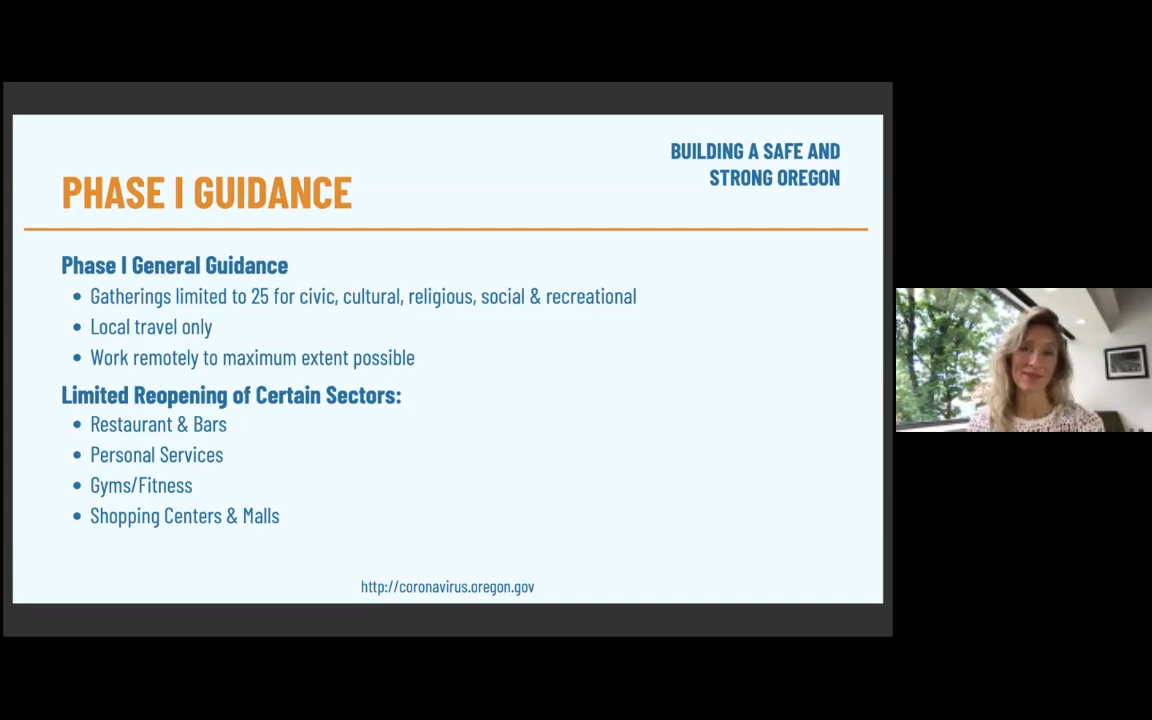 BUILDING A SAFE AND
STRONG OREGON
PHASE I GUIDANCE
Phase I General Guidance
• Gatherings limited to 25 for civic, cultural, religious, social & recreational
• Local travel only
• Work remotely to maximum extent possible
Limited Reopening of Certain Sectors:
• Restaurant & Bars
• Personal Services
• Gyms/Fitness
• Shopping Centers & Malls
http://coronavirus.oregon.gov